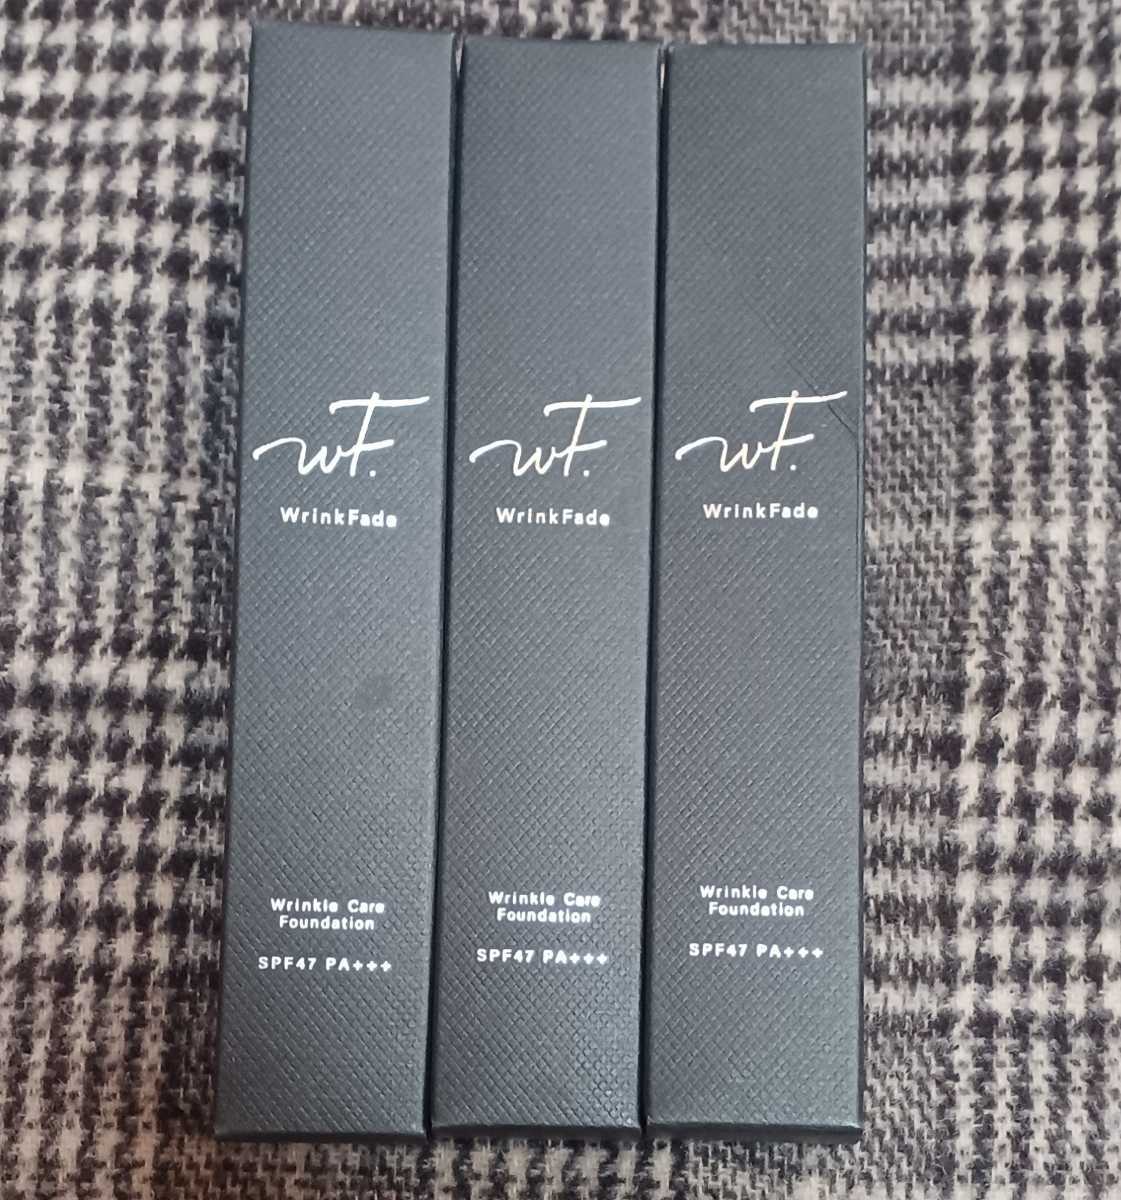 WF.
WrinkFade
Wrinkle Care
Foundation
SPF47 PA+++
WF.
WrinkFade
Wrinkle Care
Foundation
SPF47 PA+++
WF.
WrinkFade
Wrinkle Care
Foundation
SPF47 PA+++